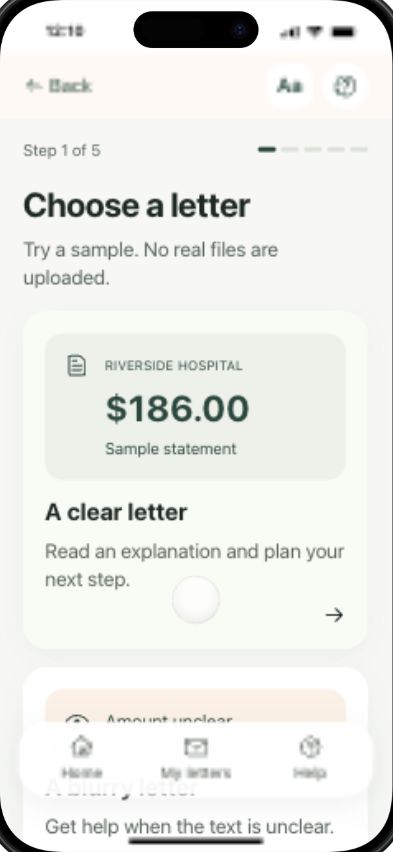 12:10
← Back
Aa
Step 1 of 5
Choose a letter
Try a sample. No real files are
uploaded.
RIVERSIDE HOSPITAL
$186.00
Sample statement
A clear letter
Read an explanation and plan your
next step.
→
Amount unclear
Home
My letters
Help
A blurry letter
Get help when the text is unclear.